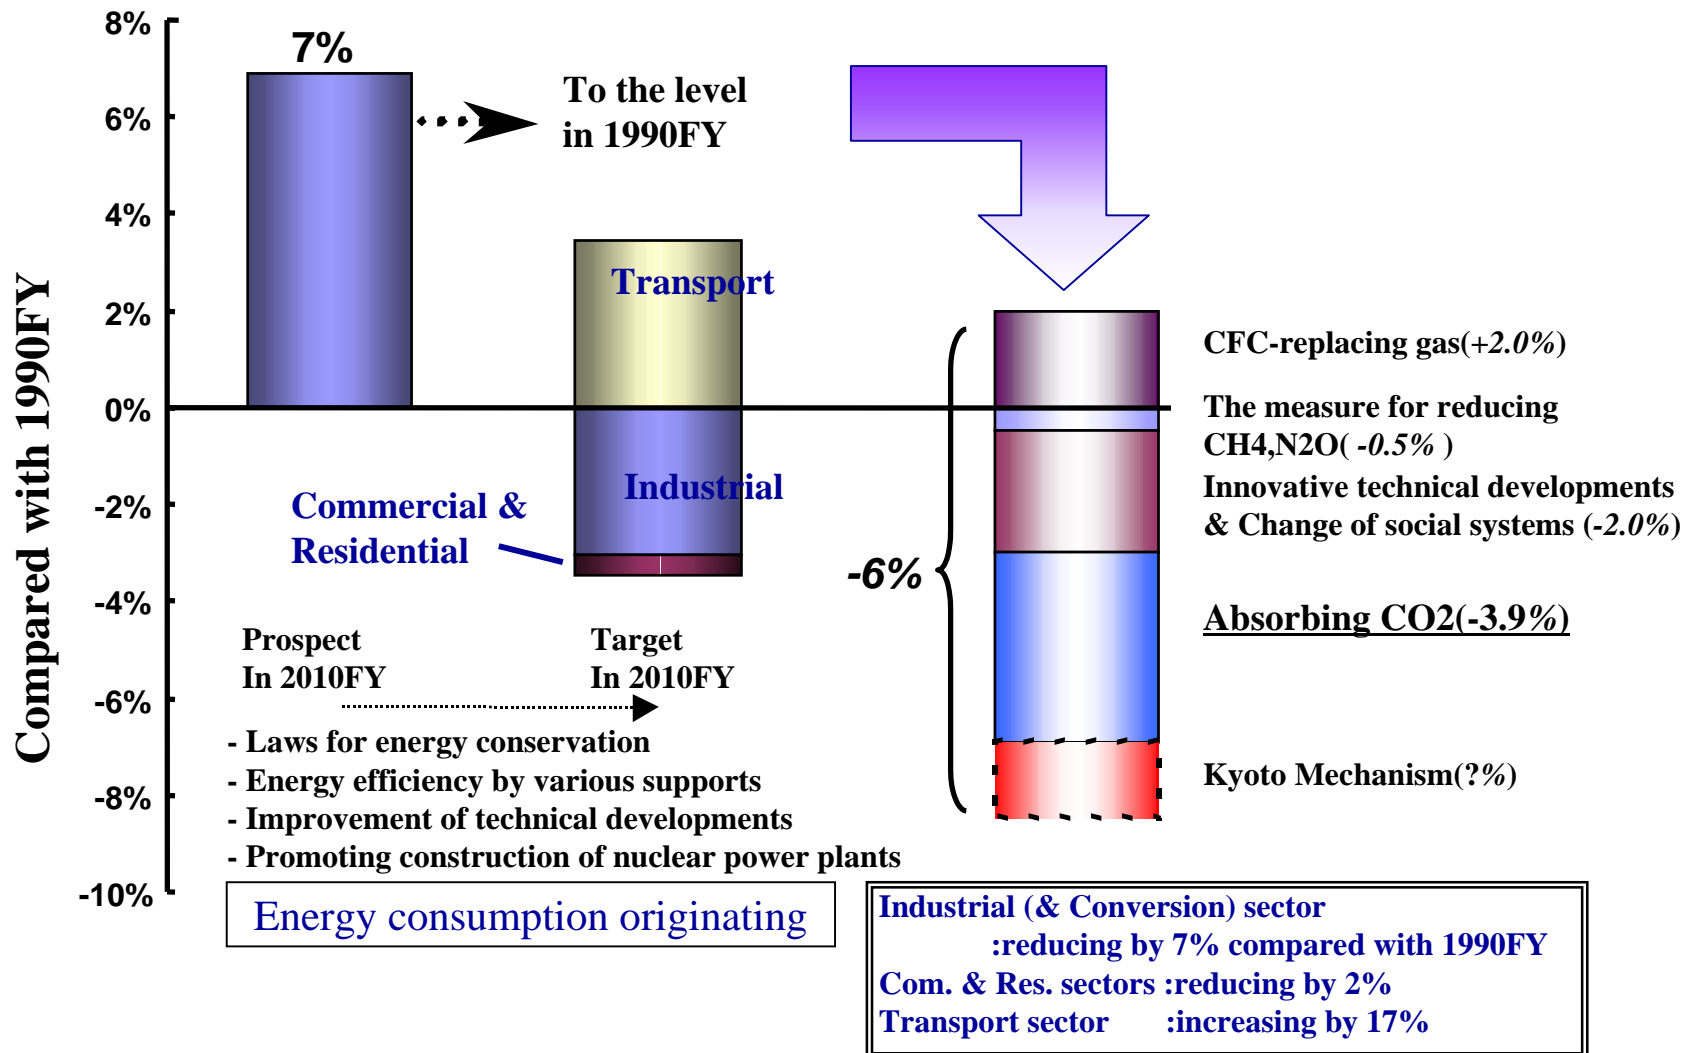 8%
6%
4%
2%
0%
-2%
-4%
-6%
-8%
-10%
Compared with 1990FY
7%
To the level
in 1990FY
Transport
Industrial
Commercial &
Residential
Prospect
In 2010FY
Target
In 2010FY
- Laws for energy conservation
- Energy efficiency by various supports
- Improvement of technical developments
- Promoting construction of nuclear power plants
Energy consumption originating
-6%
CFC-replacing gas(+2.0%)
The measure for reducing
CH4,N2O( -0.5% )
Innovative technical developments
& Change of social systems (-2.0%)
Absorbing CO2(-3.9%)
Kyoto Mechanism(?%)
Industrial (& Conversion) sector
:reducing by 7% compared with 1990FY
Com. & Res. sectors :reducing by 2%
Transport sector :increasing by 17%